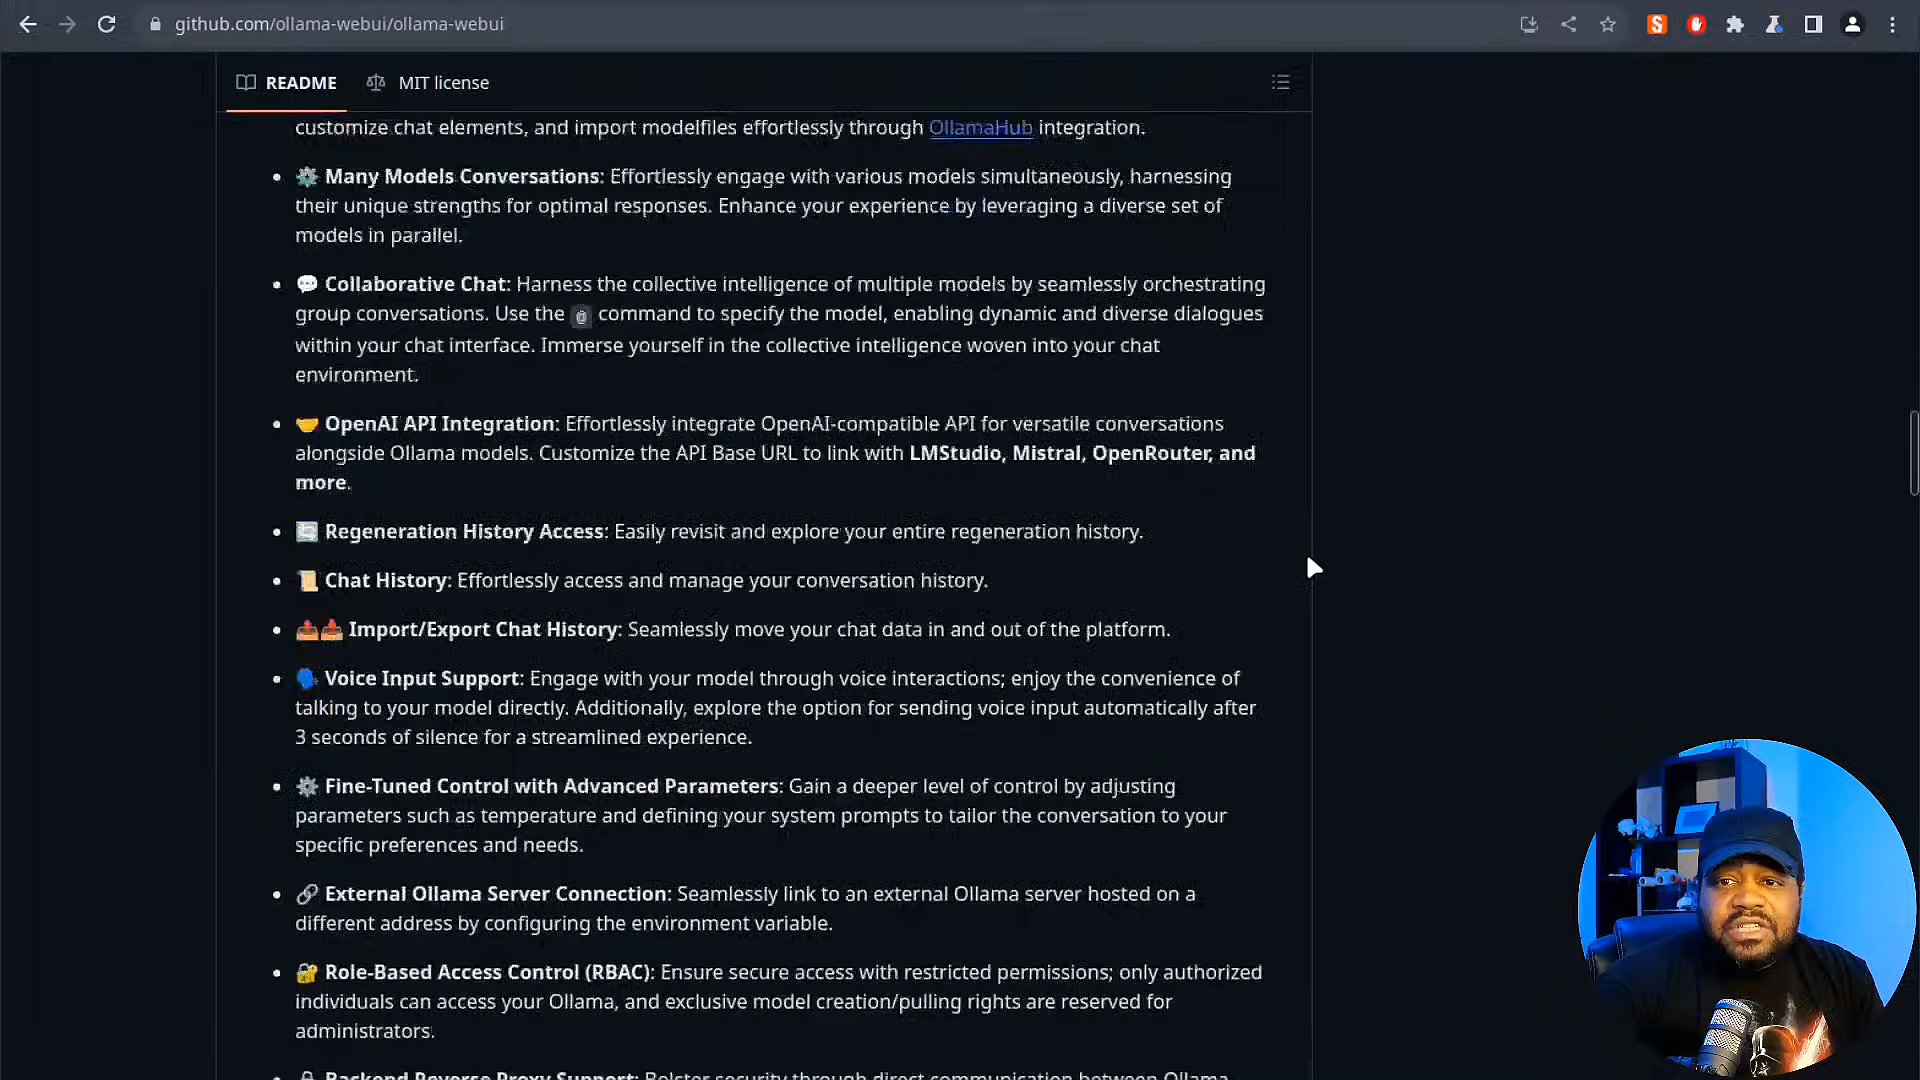 github.com/ollama-webui/ollama-webui
README MIT license
customize chat elements, and import modelfiles effortlessly through OllamaHub integration.
Many Models Conversations: Effortlessly engage with various models simultaneously, harnessing
their unique strengths for optimal responses. Enhance your experience by leveraging a diverse set of
models in parallel.
Collaborative Chat: Harness the collective intelligence of multiple models by seamlessly orchestrating
group conversations. Use the @ command to specify the model, enabling dynamic and diverse dialogues
within your chat interface. Immerse yourself in the collective intelligence woven into your chat
environment.
OpenAI API Integration: Effortlessly integrate OpenAI-compatible API for versatile conversations
alongside Ollama models. Customize the API Base URL to link with LMStudio, Mistral, OpenRouter, and
more.
Regeneration History Access: Easily revisit and explore your entire regeneration history.
Chat History: Effortlessly access and manage your conversation history.
Import/Export Chat History: Seamlessly move your chat data in and out of the platform.
Voice Input Support: Engage with your model through voice interactions; enjoy the convenience of
talking to your model directly. Additionally, explore the option for sending voice input automatically after
3 seconds of silence for a streamlined experience.
Fine-Tuned Control with Advanced Parameters: Gain a deeper level of control by adjusting
parameters such as temperature and defining your system prompts to tailor the conversation to your
specific preferences and needs.
External Ollama Server Connection: Seamlessly link to an external Ollama server hosted on a
different address by configuring the environment variable.
Role-Based Access Control (RBAC): Ensure secure access with restricted permissions; only authorized
individuals can access your Ollama, and exclusive model creation/pulling rights are reserved for
administrators.
Backend Reverse Proxy Support: Bolster security through direct communication between Ollama